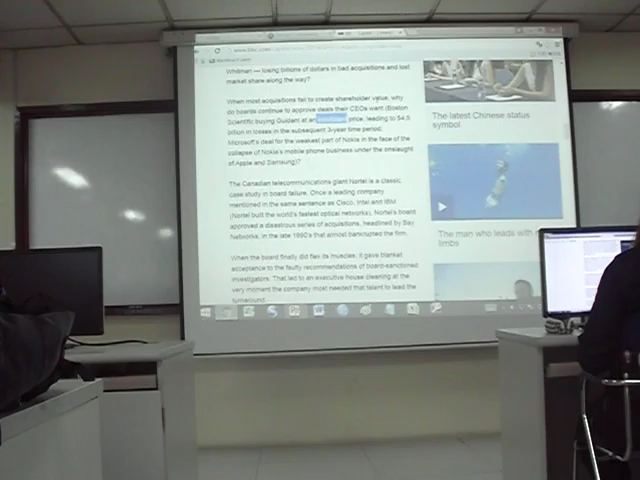 Whitman — losing billions of dollars in bad acquisitions and lost
market share along the way?
When most acquisitions fail to create shareholder value, why
do boards continue to approve deals their CEOs want (Boston
Scientific buying Guidant at an price, leading to $4.9
billion in losses in the subsequent 3-year time period;
Microsoft's deal for the weakest part of Nokia in the face of the
collapse of Nokia's mobile phone business under the onslaught
of Apple and Samsung)?
The Canadian telecommunications giant Nortel is a classic
case study in board failure. Once a leading company
mentioned in the same sentence as Cisco, Intel and IBM
(Nortel built the world's fastest optical networks), Nortel's board
approved a disastrous series of acquisitions, headlined by Bay
Networks, in the late 1990's that almost bankrupted the firm.
When the board finally did flex its muscles, it gave blanket
acceptance to the faulty recommendations of board-sanctioned
investigators. That led to an executive house cleaning at the
very moment the company most needed that talent to lead the
turnaround.
The latest Chinese status
symbol
The man who leads with
limbs